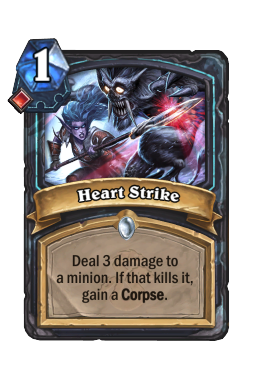 1
Heart Strike
Deal 3 damage to
a minion. If that kills it,
gain a Corpse.